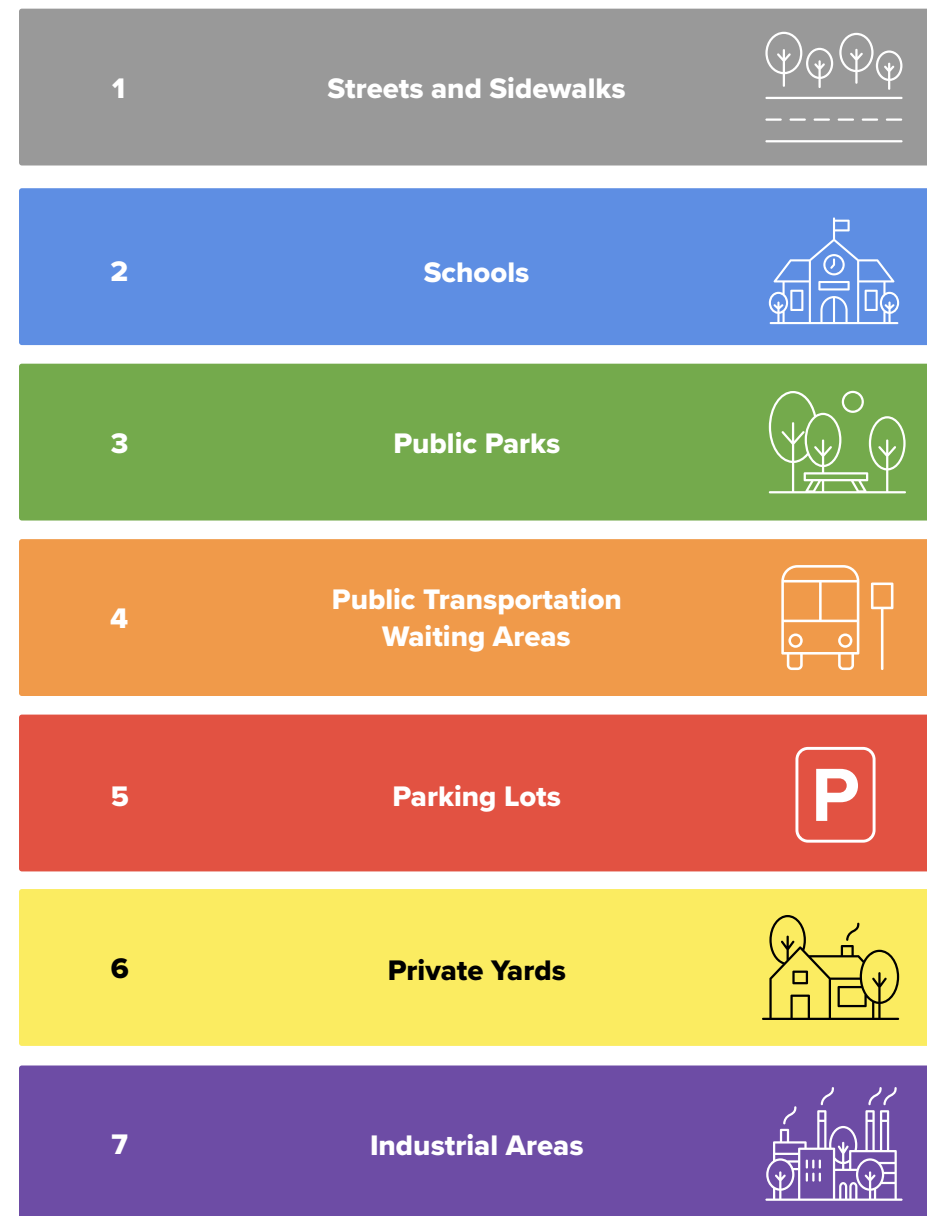 1
Streets and Sidewalks
2
Schools
3
Public Parks
4
Public Transportation
Waiting Areas
5
Parking Lots
P
6
Private Yards
7
Industrial Areas